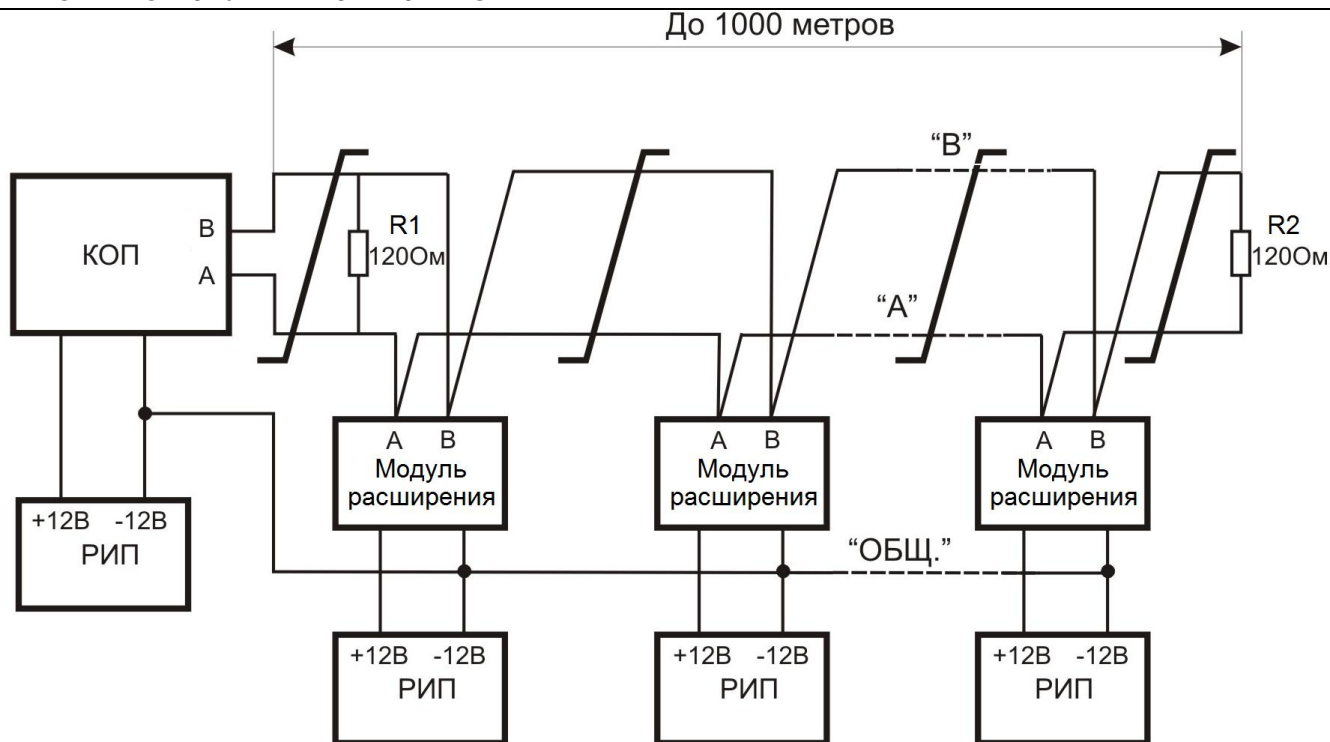 До 1000 метров
“В”
В
КОП
А
R1
120Ом
“А”
R2
120Ом
А В
Модуль
расширения
А В
Модуль
расширения
А В
Модуль
расширения
+12В -12В
РИП
“ОБЩ.”
+12В -12В
РИП
+12В -12В
РИП
+12В -12В
РИП